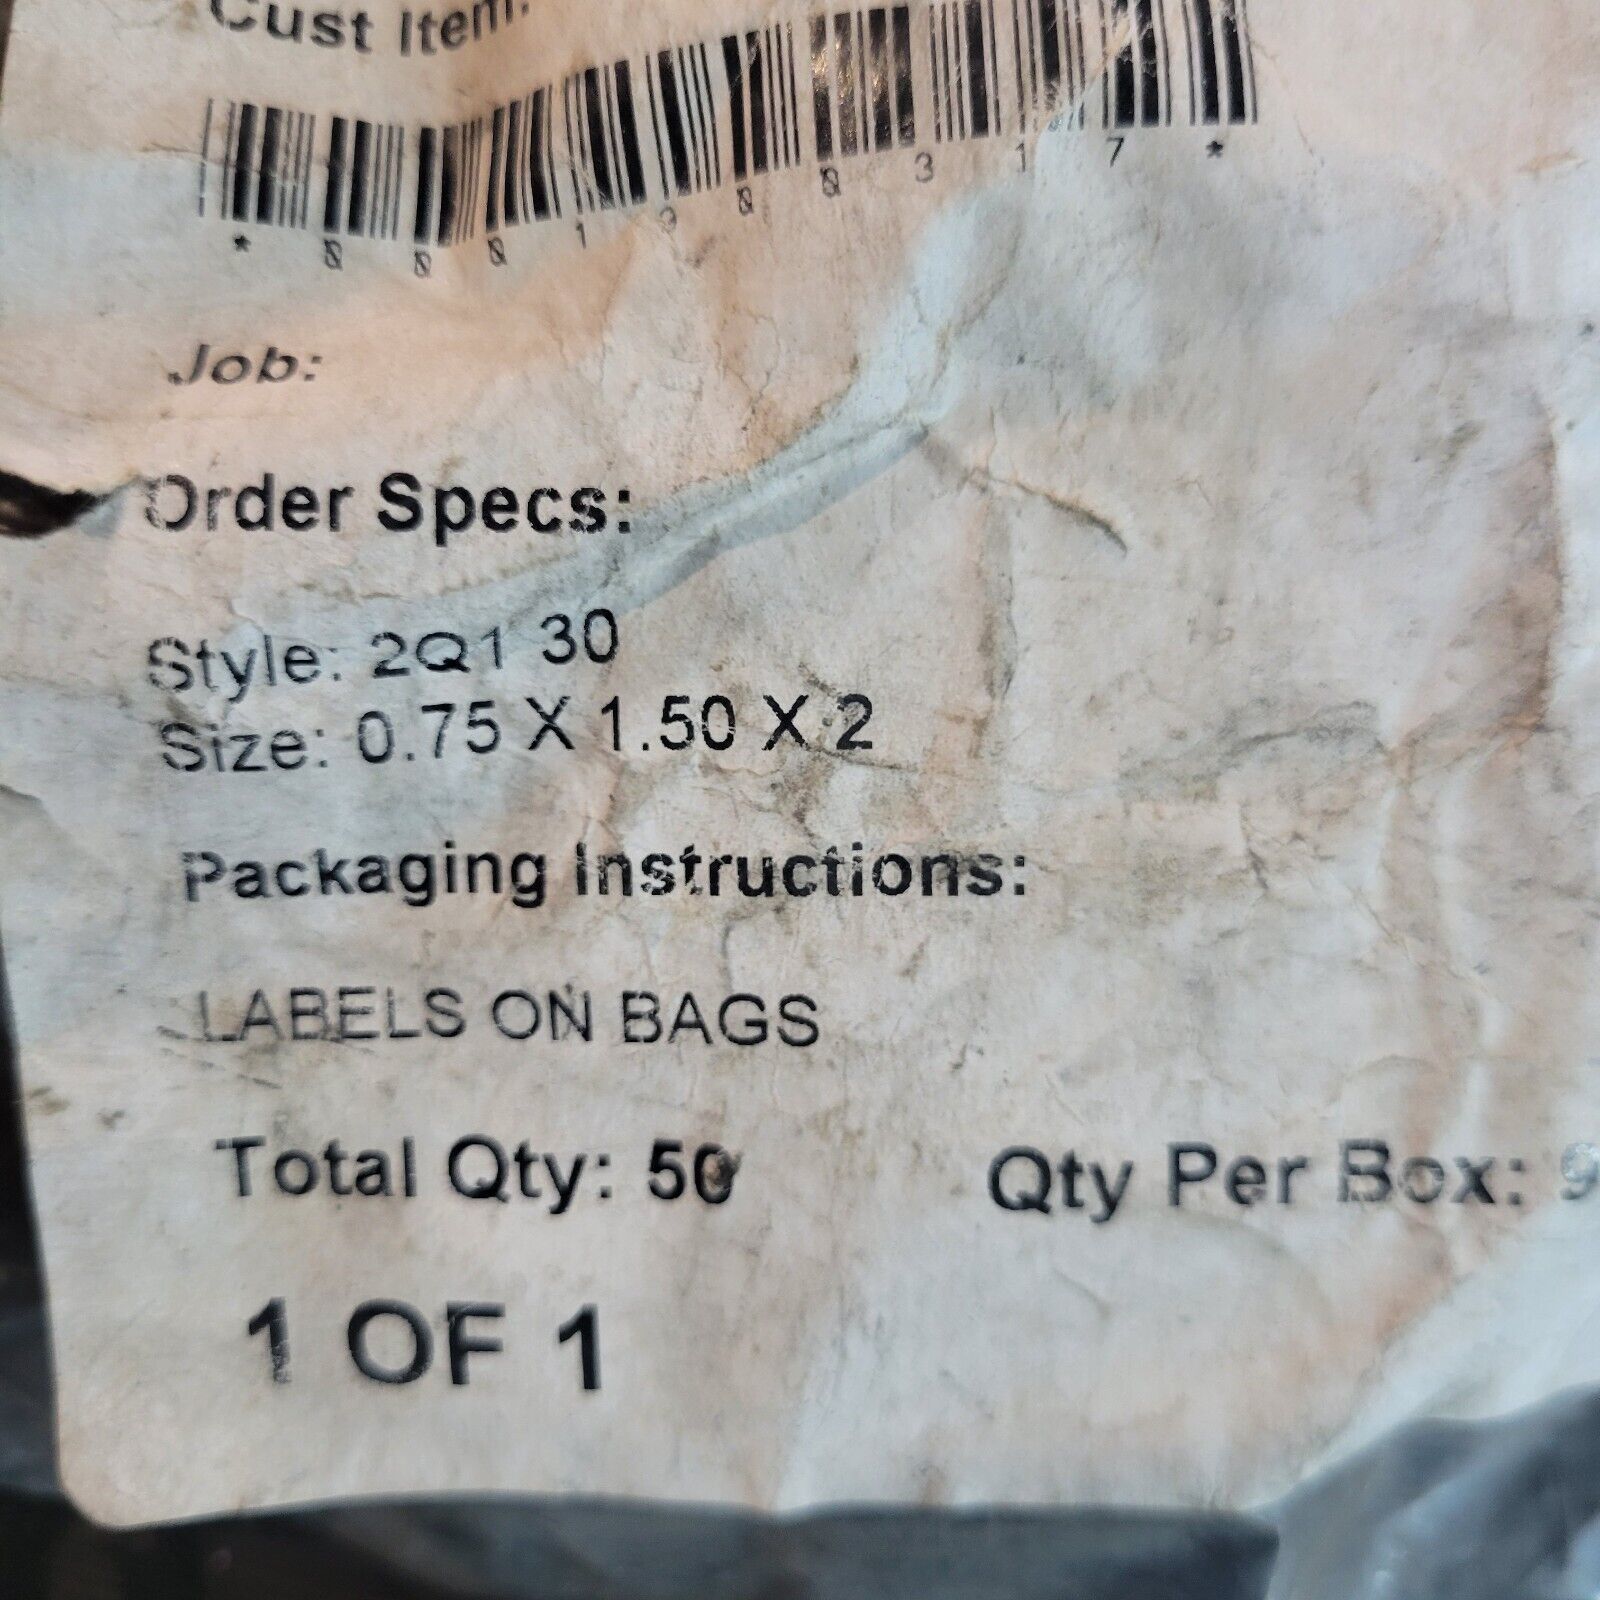 Cust Item:
Job:
Order Specs:
Style: 2Q1 30
Size: 0.75 X 1.50 X 2
Packaging Instructions:
LABELS ON BAGS
Total Qty: 50 Qty Per Box:
1 OF 1